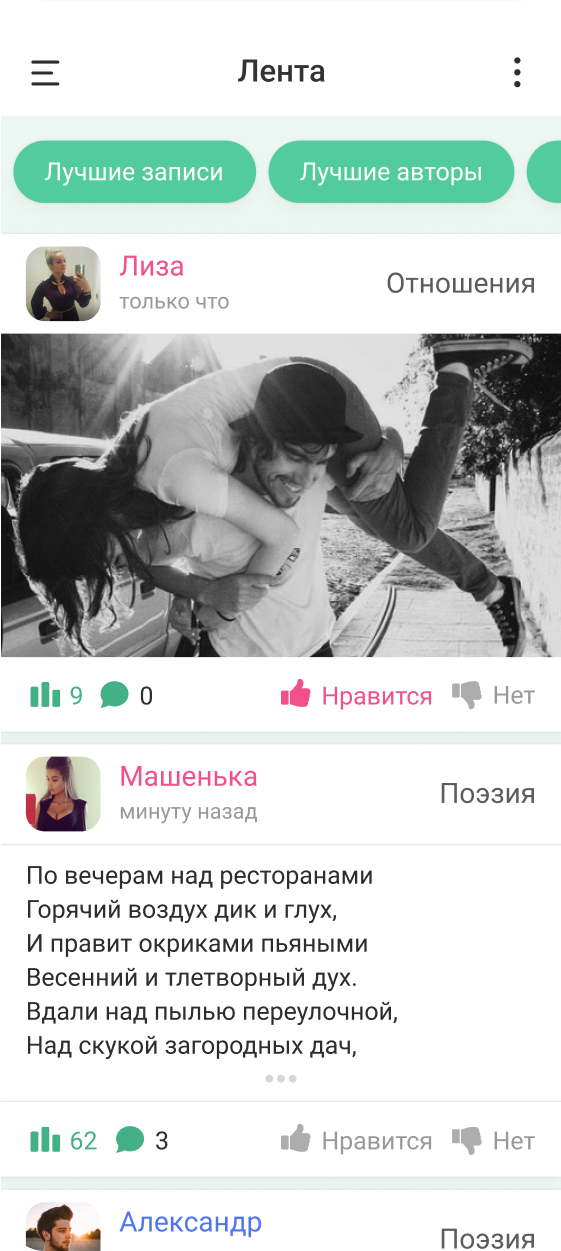 Лента
Лучшие записи
Лучшие авторы
Лиза
только что
Отношения
9
0
Нравится
Нет
Машенька
минуту назад
Поэзия
По вечерам над ресторанами
Горячий воздух дик и глух,
И правит окриками пьяными
Весенний и тлетворный дух.
Вдали над пылью переулочной,
Над скукой загородных дач,
62
3
Нравится
Нет
Александр
Поэзия